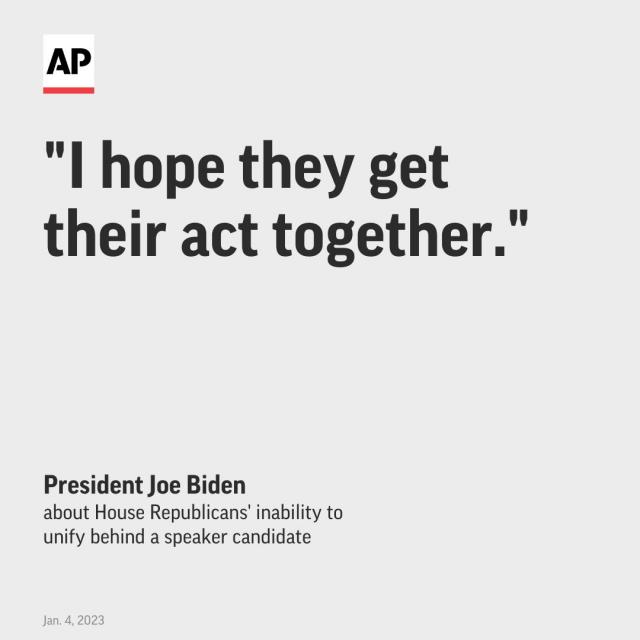 AP
"I hope they get
their act together."
President Joe Biden
about House Republicans' inability to
unify behind a speaker candidate
Jan. 4, 2023